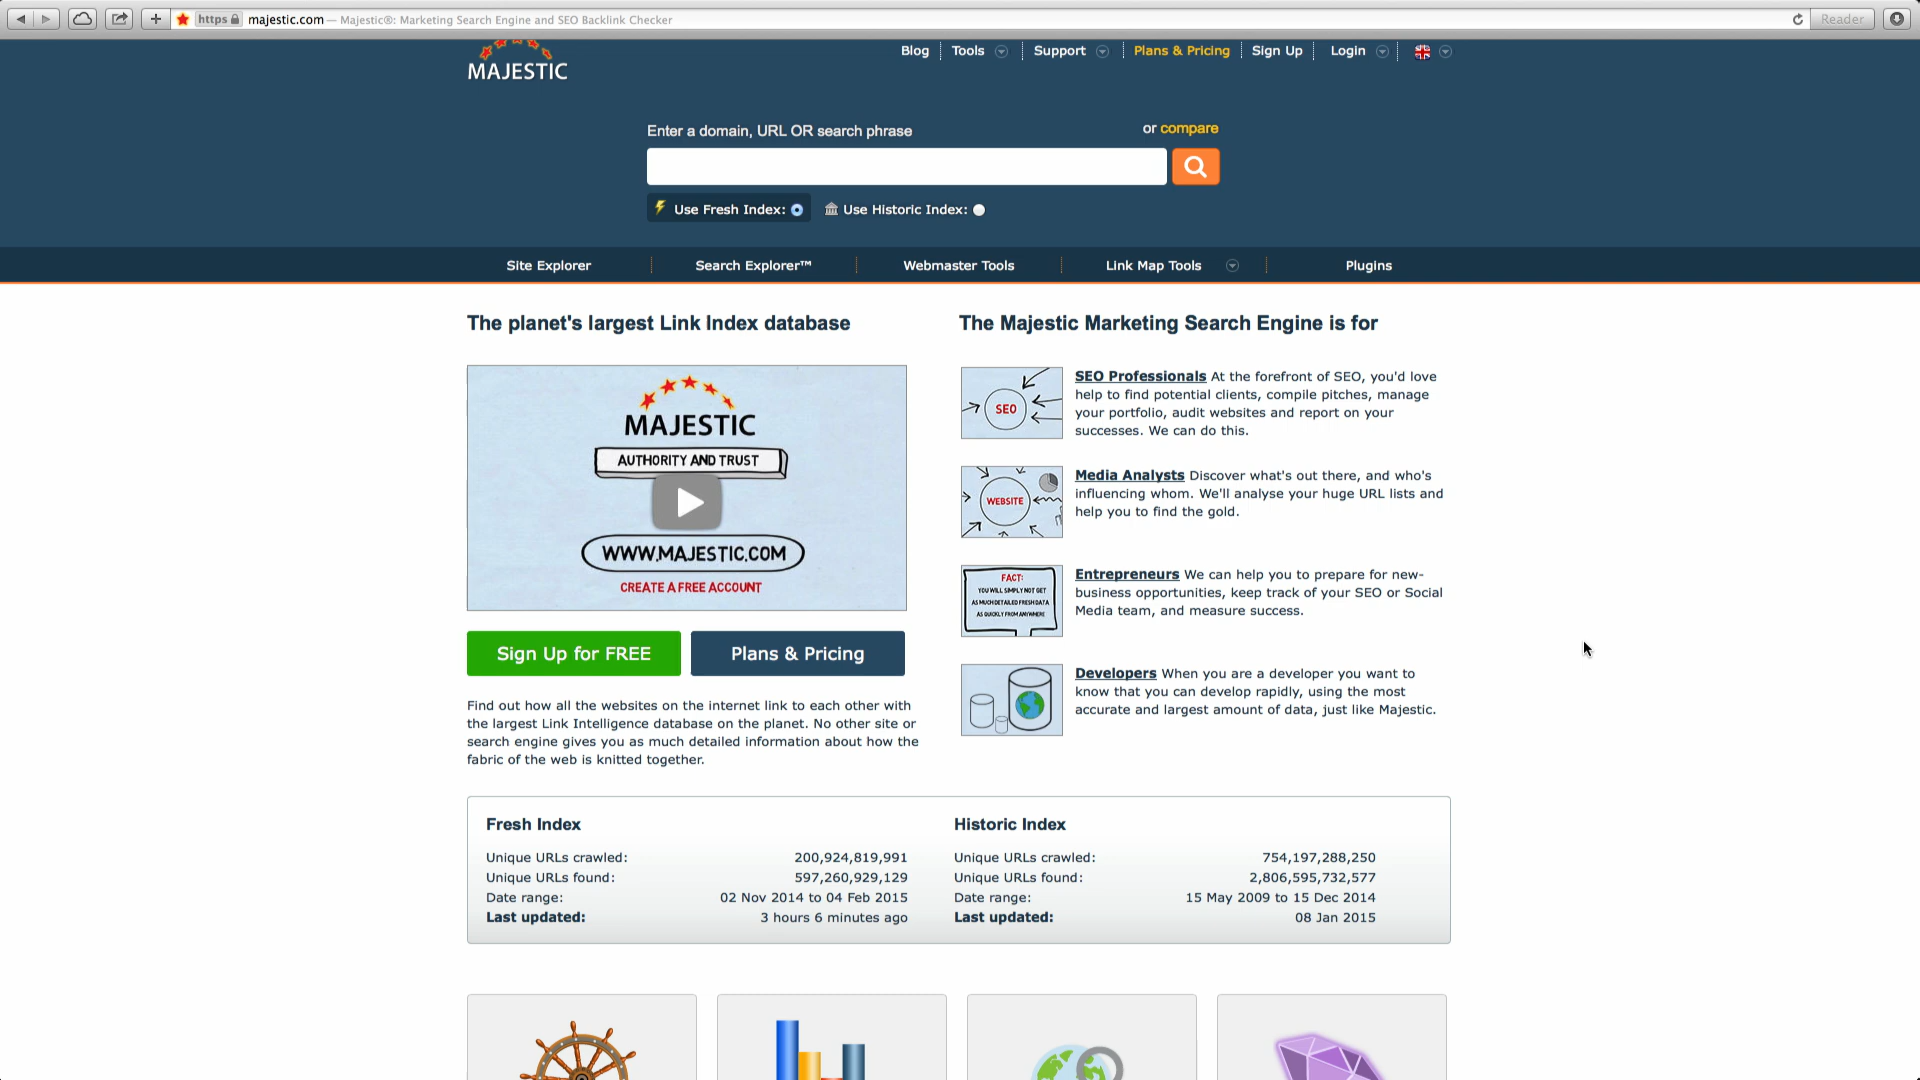 https majestic.com — Majestic®: Marketing Search Engine and SEO Backlink Checker Reader
MAJESTIC
Blog Tools Support Plans & Pricing Sign Up Login
Enter a domain, URL OR search phrase or compare
Use Fresh Index: Use Historic Index:
Site Explorer Search Explorer™ Webmaster Tools Link Map Tools Plugins
The planet's largest Link Index database
MAJESTIC
AUTHORITY AND TRUST
WWW.MAJESTIC.COM
CREATE A FREE ACCOUNT
Sign Up for FREE Plans & Pricing
Find out how all the websites on the internet link to each other with
the largest Link Intelligence database on the planet. No other site or
search engine gives you as much detailed information about how the
fabric of the web is knitted together.
The Majestic Marketing Search Engine is for
SEO
SEO Professionals At the forefront of SEO, you'd love
help to find potential clients, compile pitches, manage
your portfolio, audit websites and report on your
successes. We can do this.
WEBSITE
Media Analysts Discover what's out there, and who's
influencing whom. We'll analyse your huge URL lists and
help you to find the gold.
FACT:
YOU WILL SIMPLY NOT GET
AS MUCH DETAILED FRESH DATA
AS QUICKLY FROM ANYWHERE
Entrepreneurs We can help you to prepare for new-
business opportunities, keep track of your SEO or Social
Media team, and measure success.
Developers When you are a developer you want to
know that you can develop rapidly, using the most
accurate and largest amount of data, just like Majestic.
Fresh Index
Unique URLs crawled: 200,924,819,991
Unique URLs found: 597,260,929,129
Date range: 02 Nov 2014 to 04 Feb 2015
Last updated: 3 hours 6 minutes ago
Historic Index
Unique URLs crawled: 754,197,288,250
Unique URLs found: 2,806,595,732,577
Date range: 15 May 2009 to 15 Dec 2014
Last updated: 08 Jan 2015